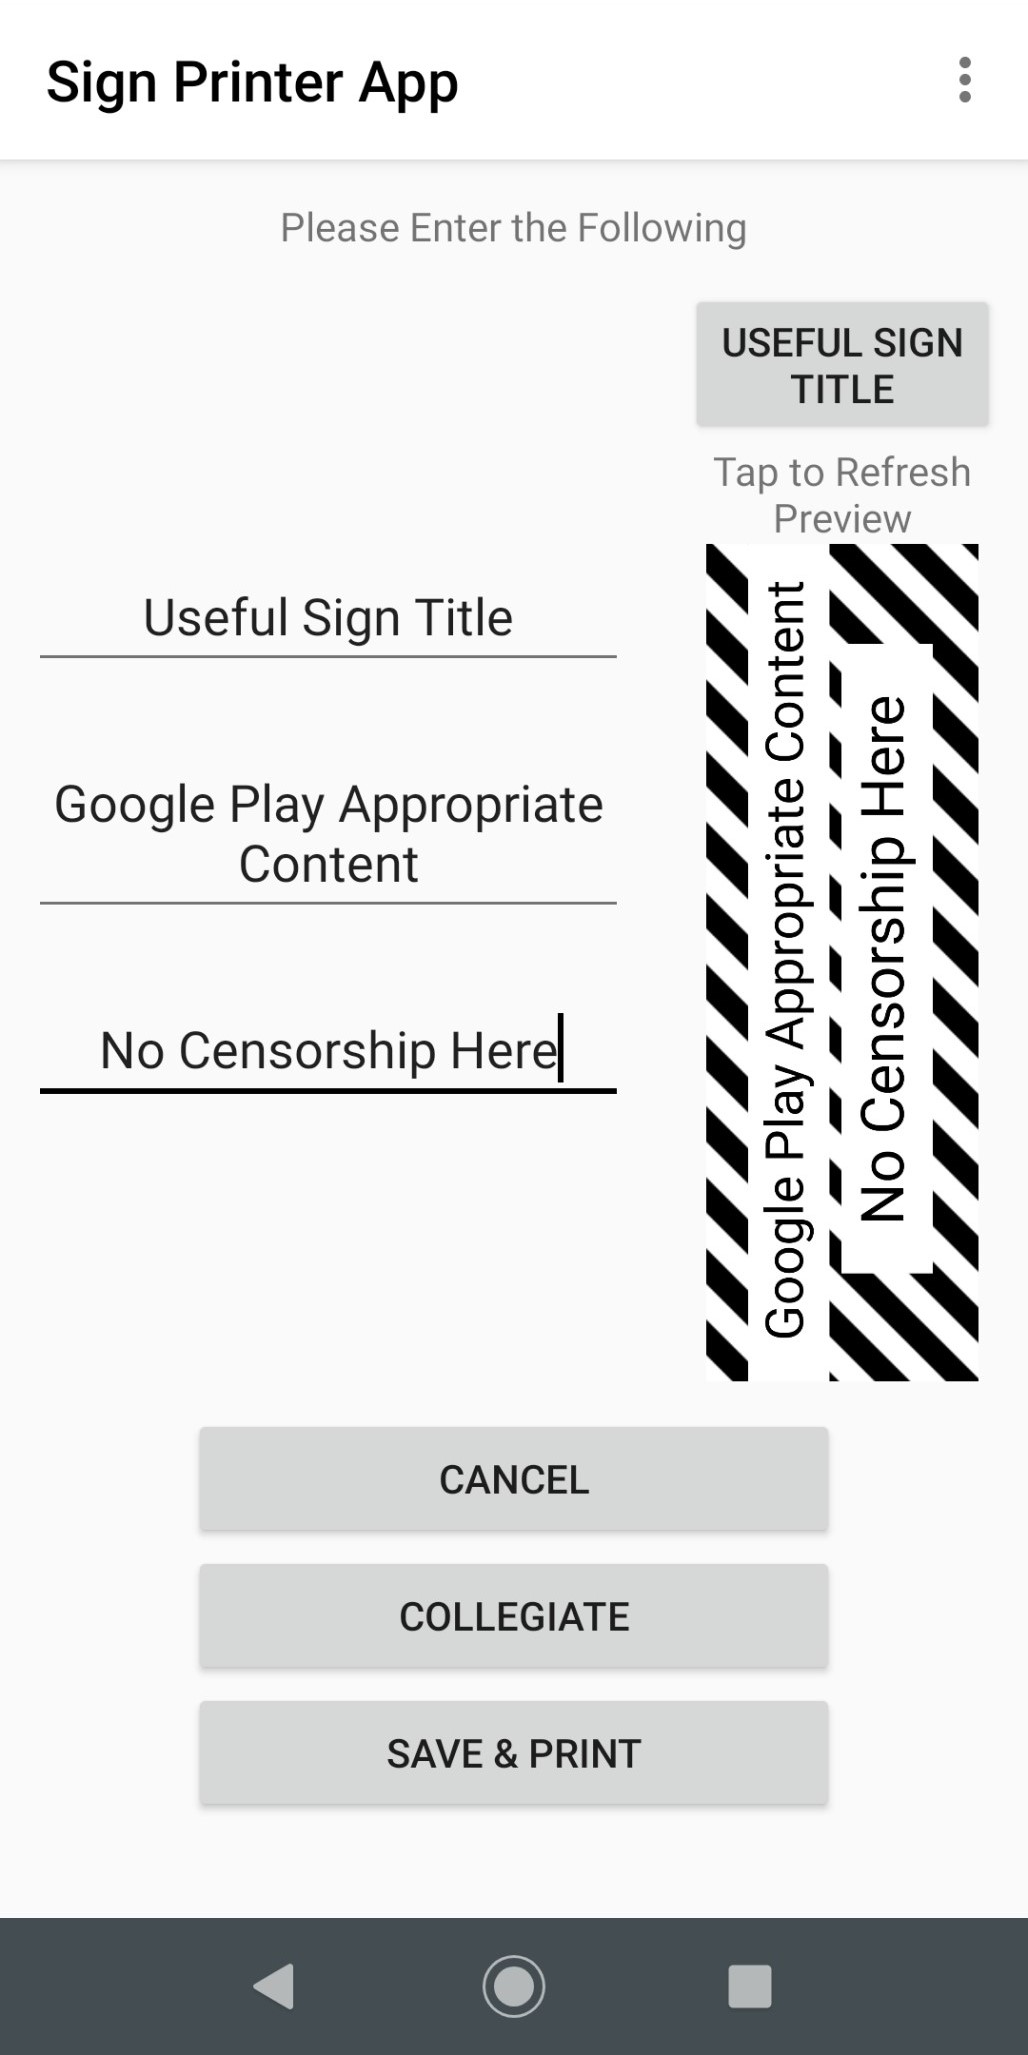 Sign Printer App
Please Enter the Following
USEFUL SIGN
TITLE
Tap to Refresh
Preview
Useful Sign Title
Google Play Appropriate
Content
No Censorship Here
Google Play Appropriate Content
No Censorship Here
CANCEL
COLLEGIATE
SAVE & PRINT